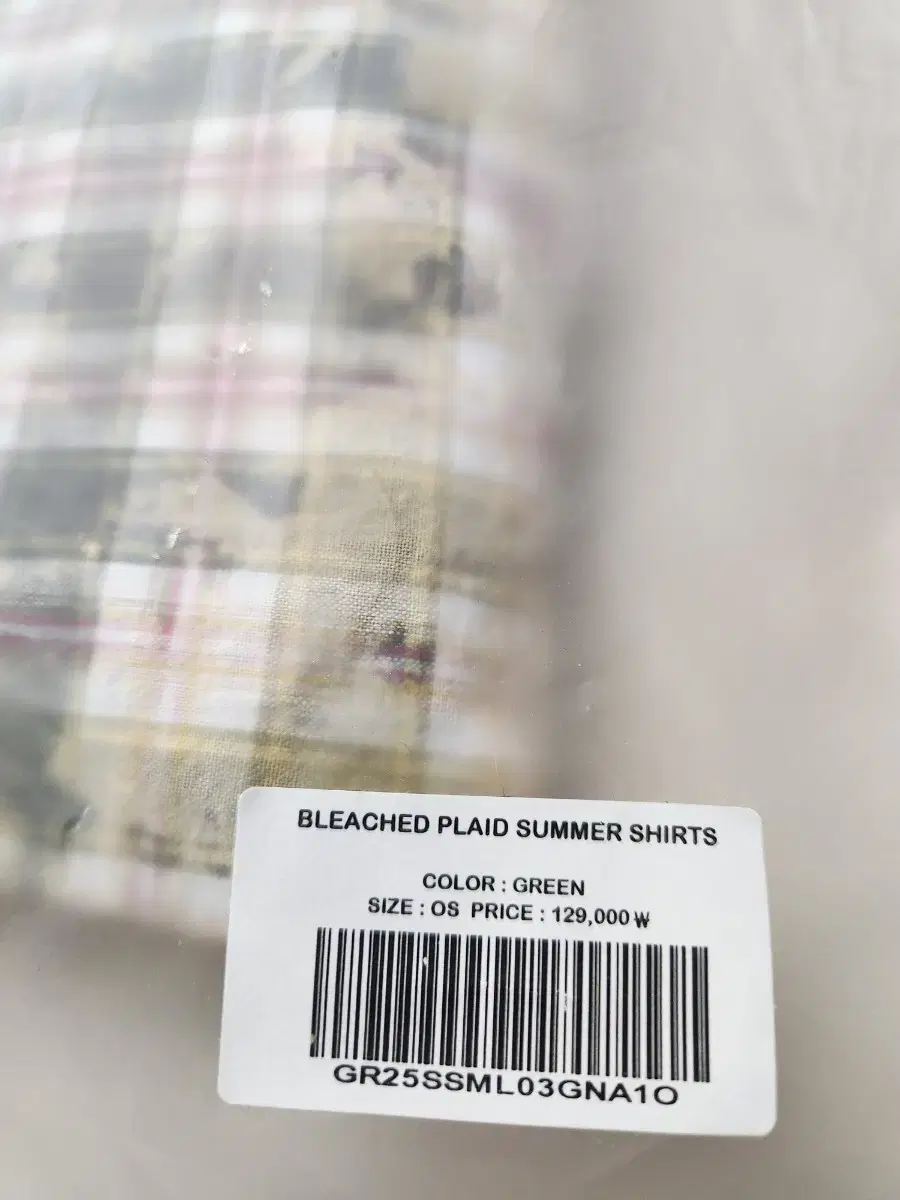 BLEACHED PLAID SUMMER SHIRTS
COLOR : GREEN
SIZE : OS PRICE : 129,000₩
GR25SSML03GNA1O